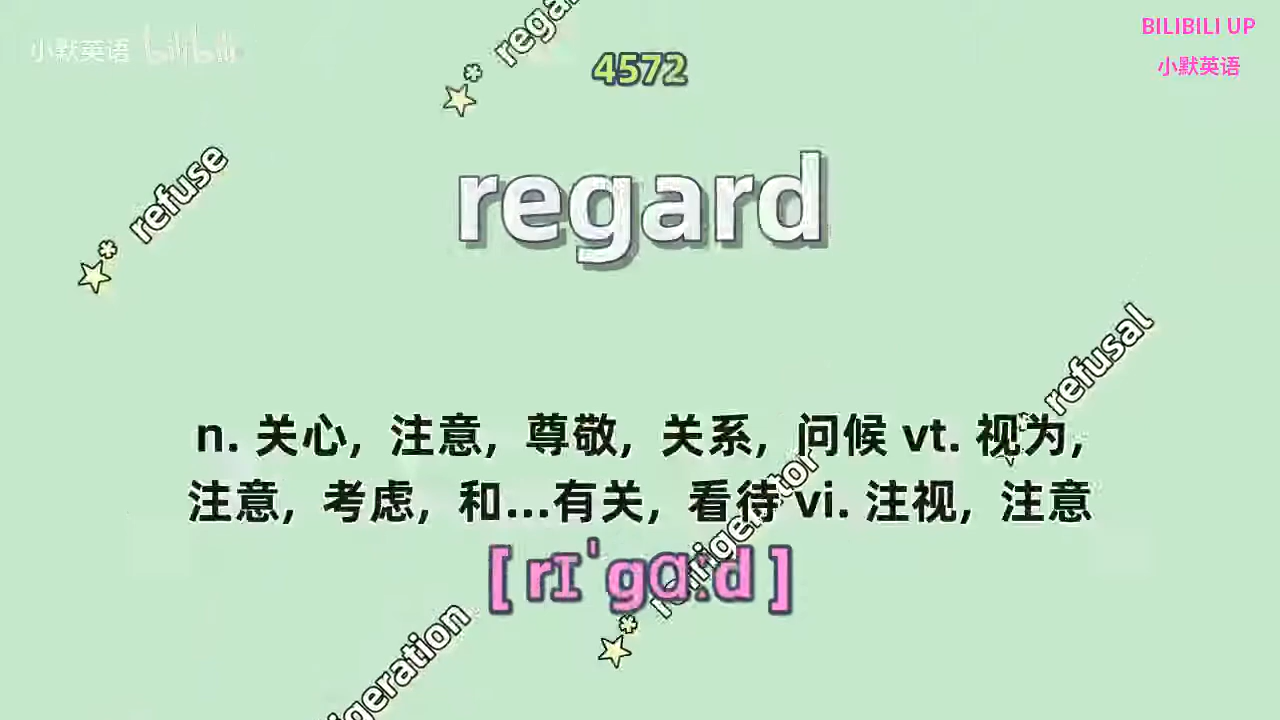 小默英语 bilibili
BILIBILI UP
小默英语
4572
regard
refuse
refusal
n. 关心, 注意, 尊敬, 关系, 问候 vt. 视为,
注意, 考虑, 和...有关, 看待 vi. 注视, 注意
[ rɪˈgɑːd ]